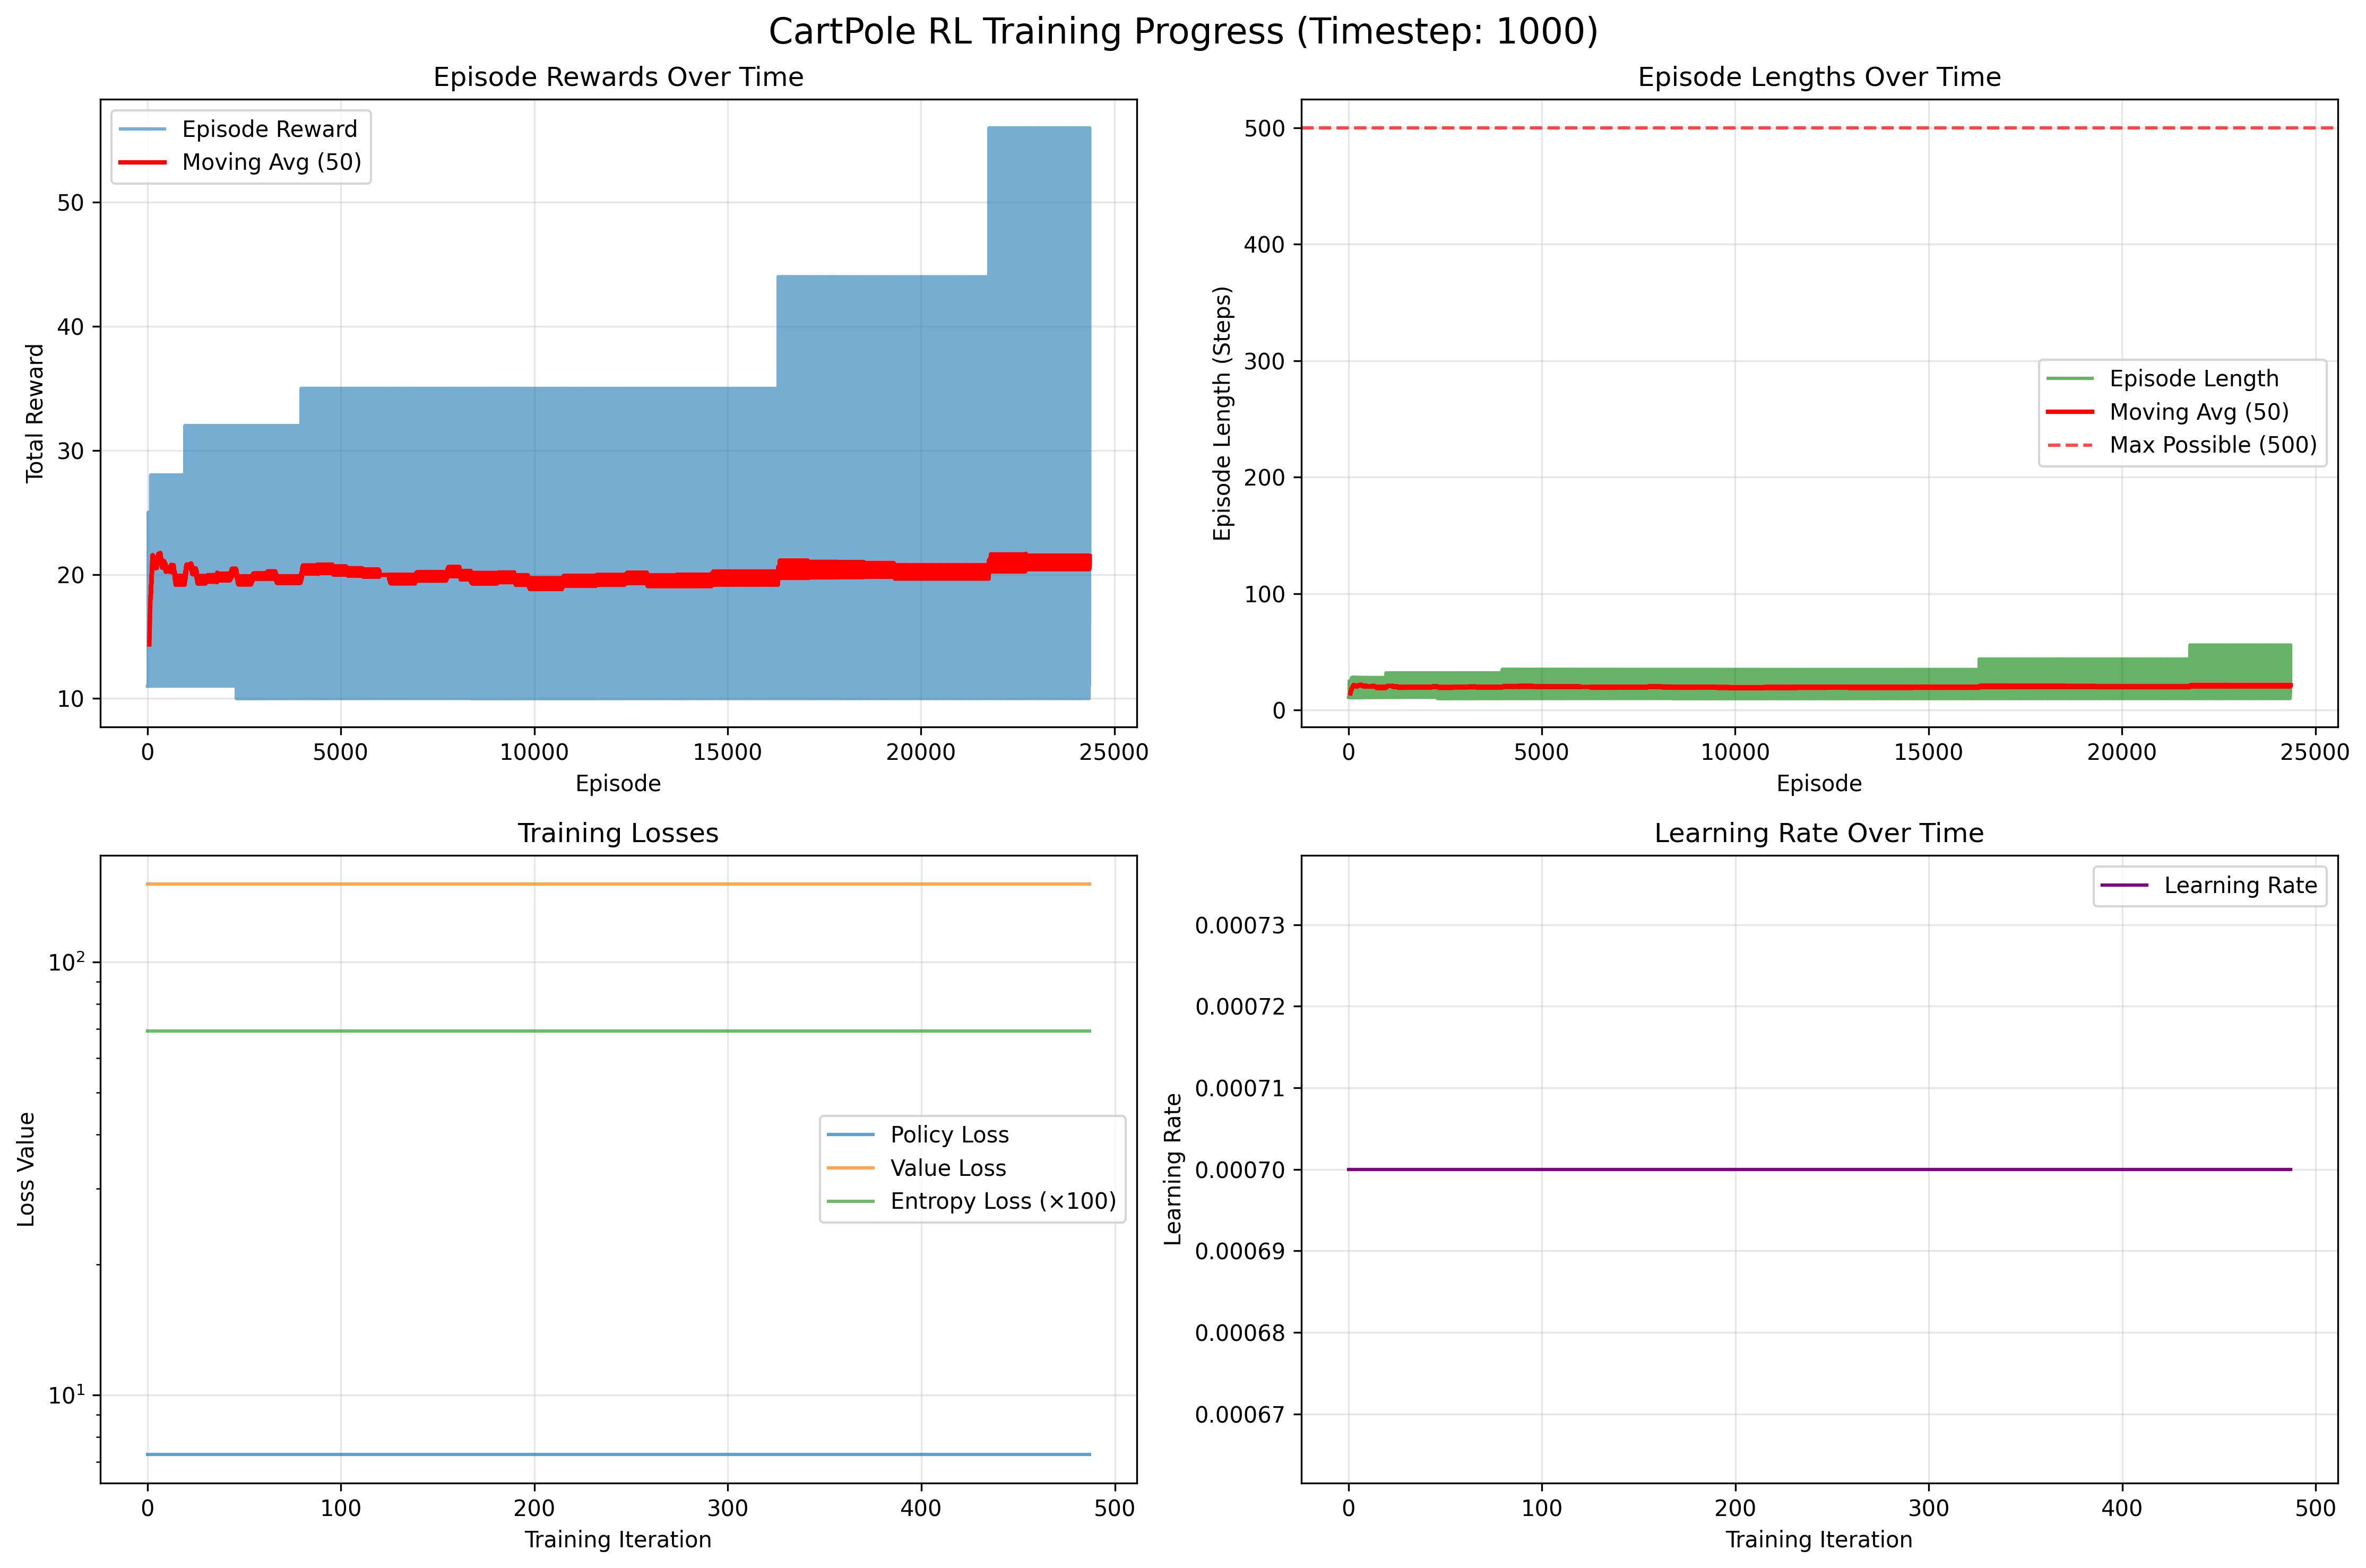 CartPole RL Training Progress (Timestep: 1000)
Episode Rewards Over Time
Episode Reward
Moving Avg (50)
50
40
30
20
10
Total Reward
0
5000
10000
15000
20000
25000
Episode
Episode Lengths Over Time
500
400
300
200
100
0
Episode Length (Steps)
Episode Length
Moving Avg (50)
Max Possible (500)
0
5000
10000
15000
20000
25000
Episode
Training Losses
10²
10¹
Loss Value
Policy Loss
Value Loss
Entropy Loss (×100)
0
100
200
300
400
500
Training Iteration
Learning Rate Over Time
Learning Rate
0.00073
0.00072
0.00071
0.00070
0.00069
0.00068
0.00067
Learning Rate
0
100
200
300
400
500
Training Iteration